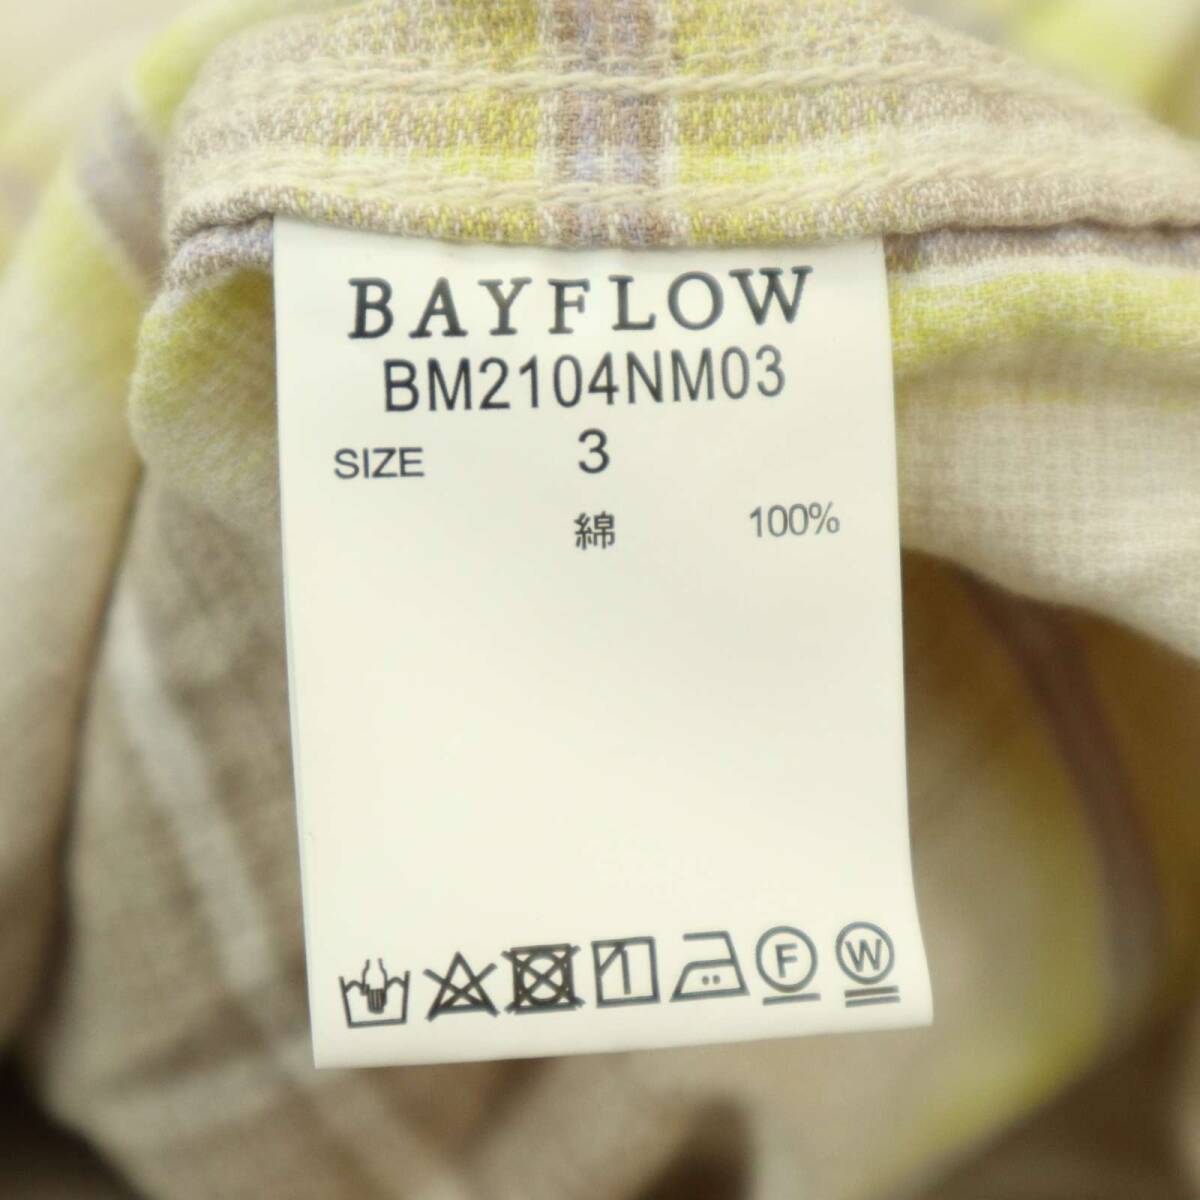 BAYFLOW
BM2104NM03
SIZE 3
綿 100%
F W